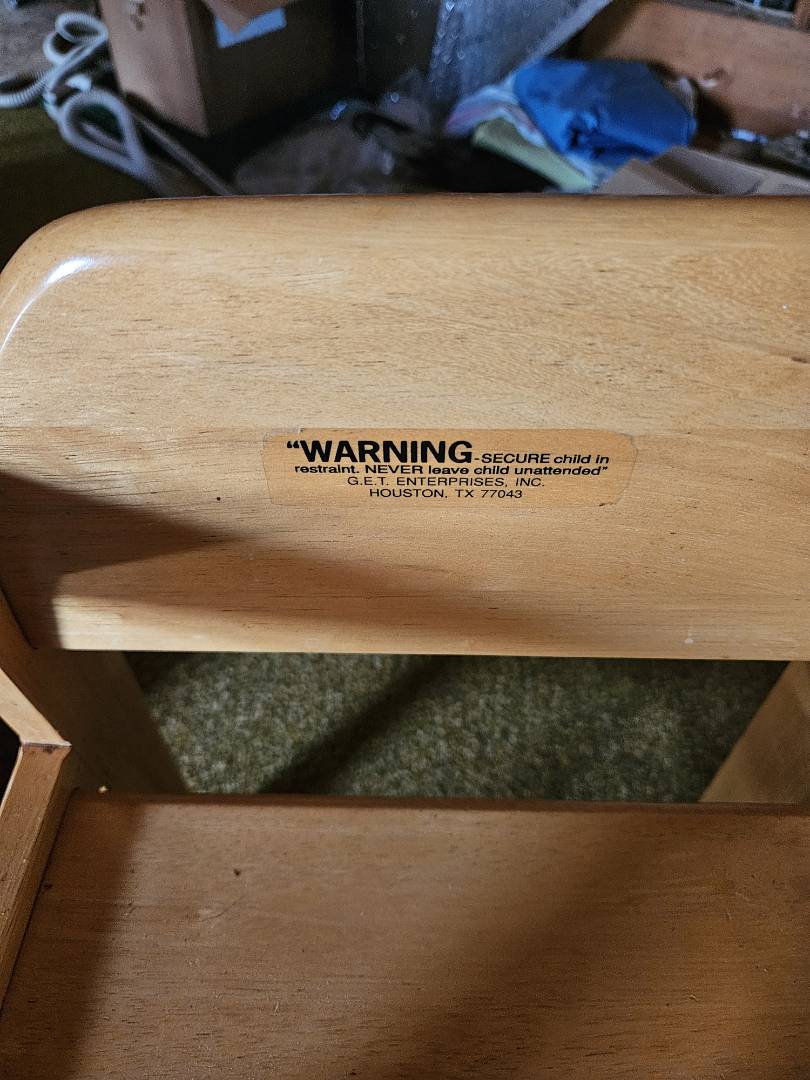 “WARNING-SECURE child in
restraint. NEVER leave child unattended”
G.E.T. ENTERPRISES, INC.
HOUSTON, TX 77043